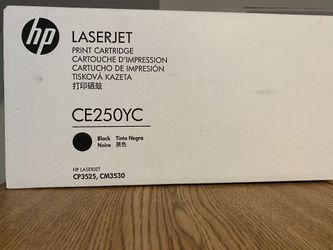 hp
LASERJET
PRINT CARTRIDGE
CARTOUCHE D'IMPRESSION
CARTUCHO DE IMPRESIÓN
TISKOVÁ KAZETA
打印硒鼓
CE250YC
Black Tinta Negra
Noire 黑色
HP LASERJET
CP3525, CM3530